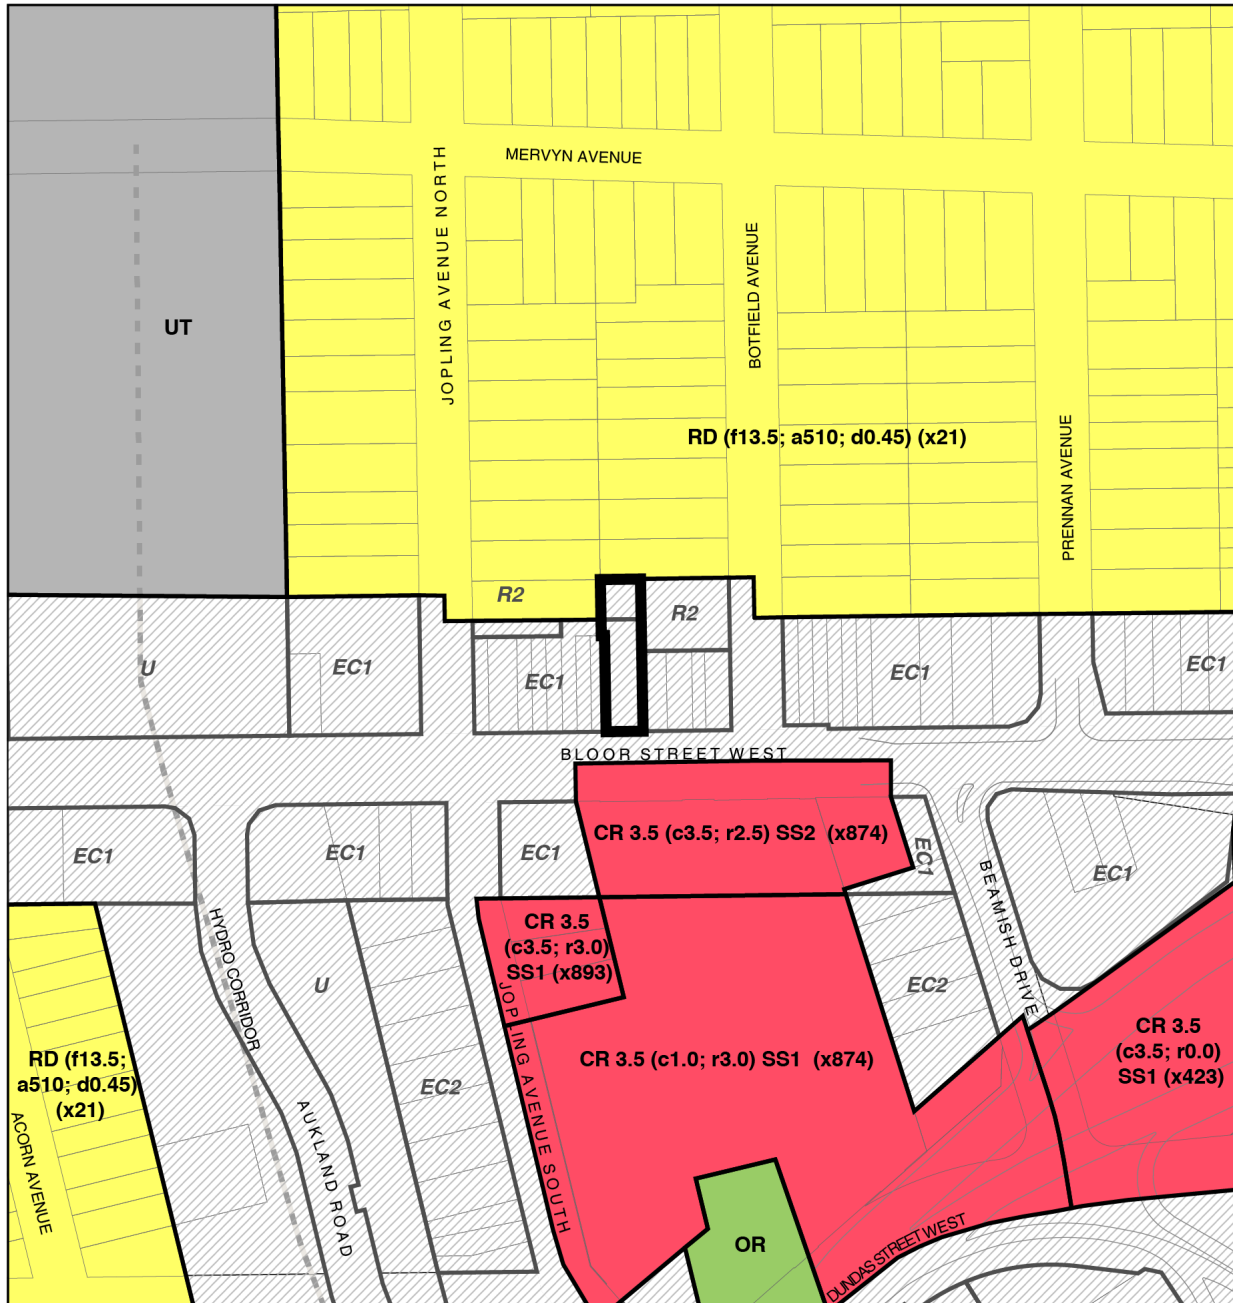 MERVYN AVENUE
JOPLING AVENUE NORTH
BOTFIELD AVENUE
UT
RD (f13.5; a510; d0.45) (x21)
PRENNAN AVENUE
R2
R2
U
EC1
EC1
EC1
EC1
BLOOR STREET WEST
CR 3.5 (c3.5; r2.5) SS2 (x874)
EC1
EC1
EC1
EC1
EC1
BEAMISH DRIVE
HYDRO CORRIDOR
CR 3.5
(c3.5; r3.0)
SS1 (x893)
U
EC2
JOPLING AVENUE SOUTH
CR 3.5
(c3.5; r0.0)
SS1 (x423)
RD (f13.5;
a510; d0.45)
(x21)
CR 3.5 (c1.0; r3.0) SS1 (x874)
EC2
ACORN AVENUE
AUKLAND ROAD
OR
DUNDAS STREET WEST